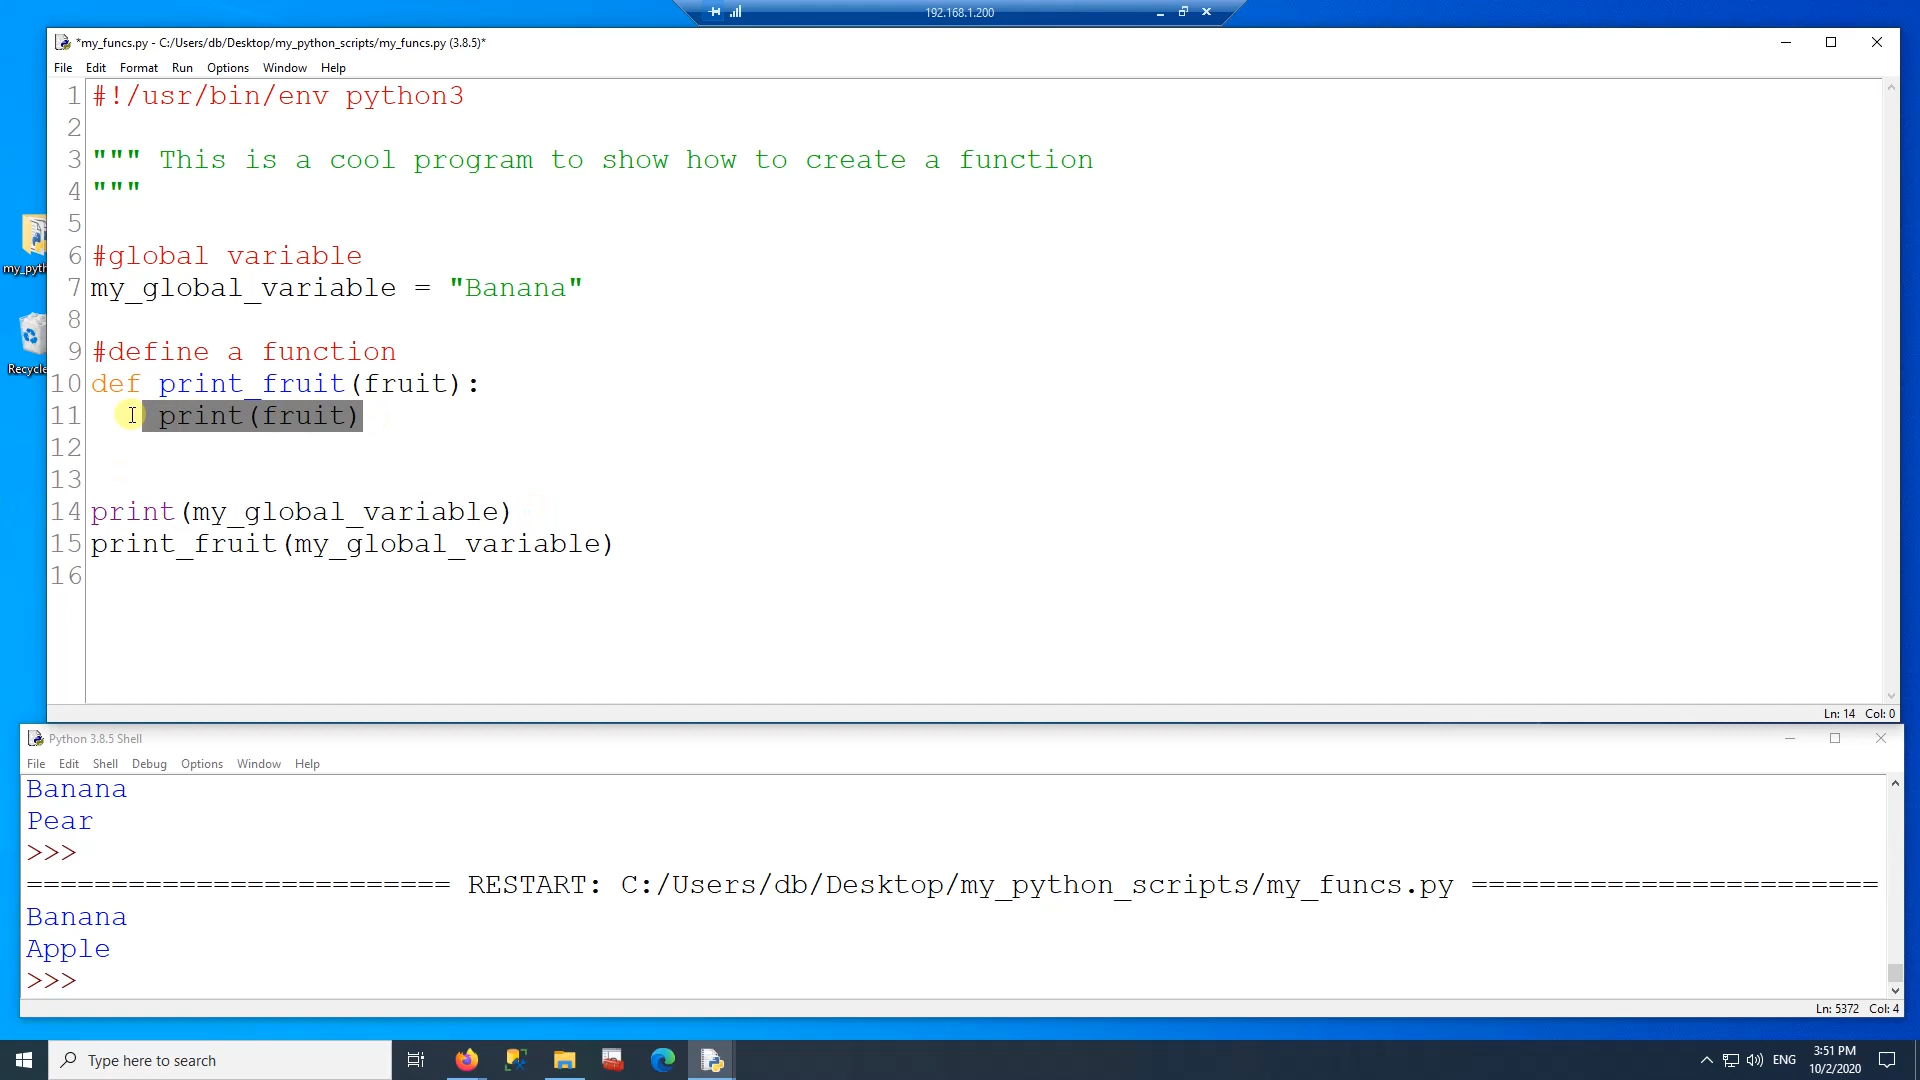 192.168.1.200
*my_funcs.py - C:/Users/db/Desktop/my_python_scripts/my_funcs.py (3.8.5)*
File Edit Format Run Options Window Help
1 #!/usr/bin/env python3
2
3 """ This is a cool program to show how to create a function
4 """
5
6 #global variable
7 my_global_variable = "Banana"
8
9 #define a function
10 def print_fruit(fruit):
11 print(fruit)
12
13
14 print(my_global_variable)
15 print_fruit(my_global_variable)
16
my_pyth
Recycle
Ln: 14 Col: 0
Python 3.8.5 Shell
File Edit Shell Debug Options Window Help
Banana
Pear
>>>
========================= RESTART: C:/Users/db/Desktop/my_python_scripts/my_funcs.py ========================
Banana
Apple
>>>
Ln: 5372 Col: 4
Type here to search
ENG
3:51 PM
10/2/2020